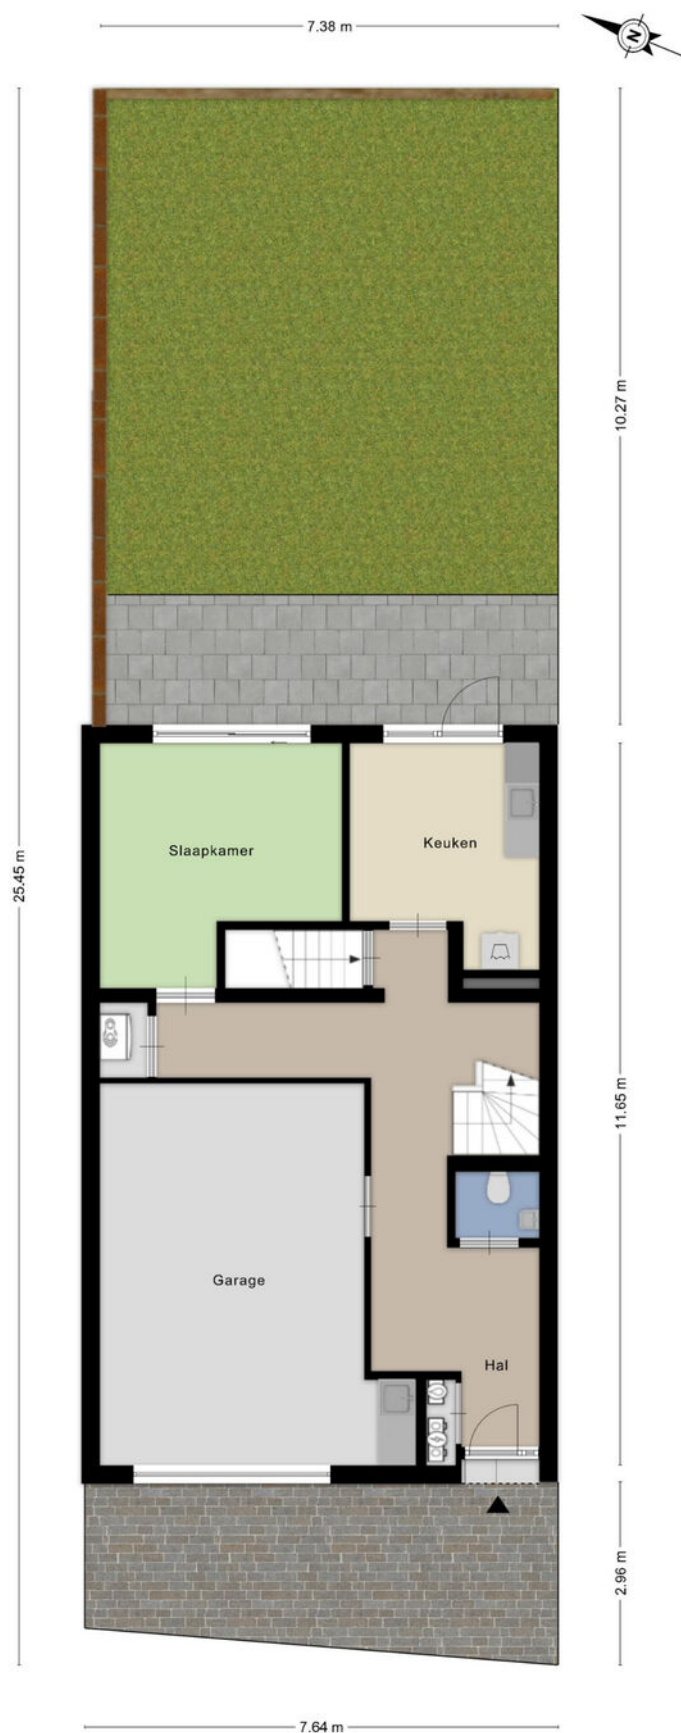 7.38 m
N
10.27 m
Slaapkamer
Keuken
25.45 m
11.65 m
Garage
Hal
2.96 m
7.64 m